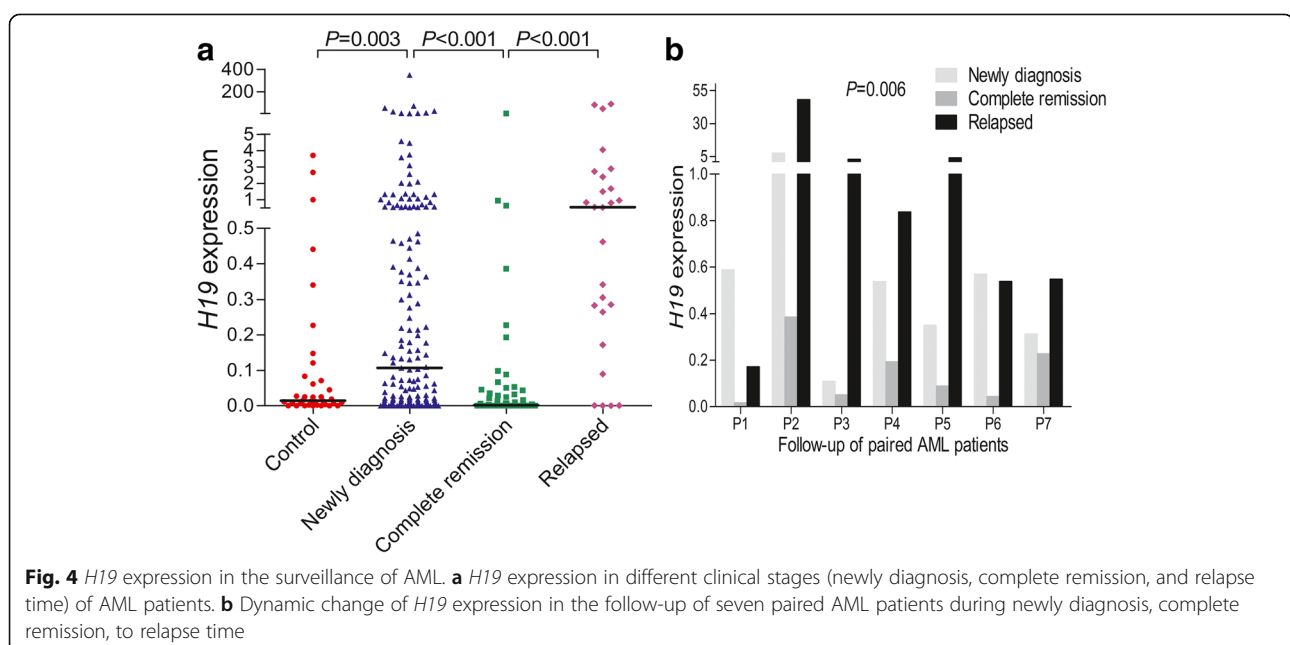 a
P=0.003 P<0.001 P<0.001
400
200
5
4
3
2
1
0.5
0.4
0.3
0.2
0.1
0.0
H19 expression
Control
Newly diagnosis
Complete remission
Relapsed
b
P=0.006
Newly diagnosis
Complete remission
Relapsed
55
30
5
1.0
0.8
0.6
0.4
0.2
0.0
H19 expression
P1 P2 P3 P4 P5 P6 P7
Follow-up of paired AML patients
Fig. 4 H19 expression in the surveillance of AML. a H19 expression in different clinical stages (newly diagnosis, complete remission, and relapse
time) of AML patients. b Dynamic change of H19 expression in the follow-up of seven paired AML patients during newly diagnosis, complete
remission, to relapse time